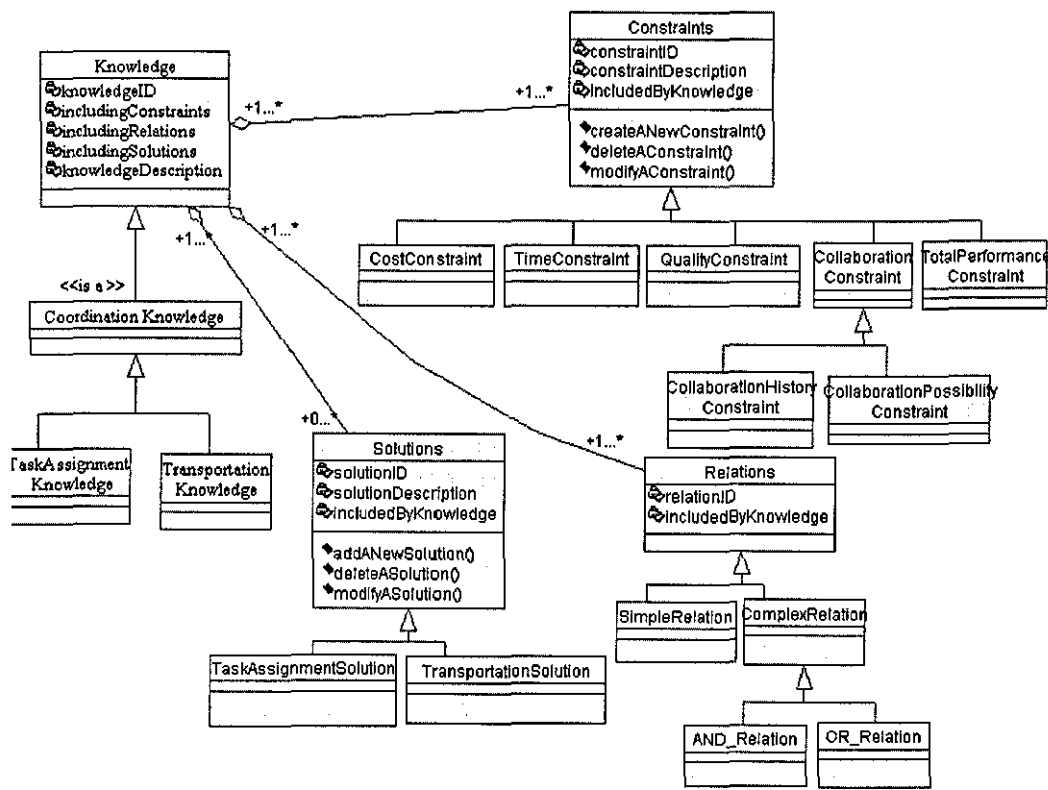 Constraints
constraintID
constraintDescription
includedByKnowledge
createANewConstraint()
deleteAConstraint()
modifyAConstraint()
Knowledge
knowledgeID
includingConstraints
includingRelations
includingSolutions
knowledgeDescription
+1...*
+1...*
+1...*
+1...*
<<is a>>
CostConstraint
TimeConstraint
QualityConstraint
Collaboration
Constraint
TotalPerformance
Constraint
Coordination Knowledge
CollaborationHistory
Constraint
CollaborationPossibility
Constraint
+0...*
+1...*
TaskAssignment
Knowledge
Transportation
Knowledge
Solutions
solutionID
solutionDescription
includedByKnowledge
addANewSolution()
deleteASolution()
modifyASolution()
Relations
relationID
includedByKnowledge
SimpleRelation
ComplexRelation
TaskAssignmentSolution
TransportationSolution
AND_Relation
OR_Relation